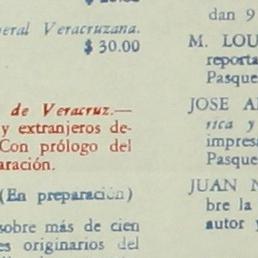 eral Veracruzana.
$ 30.00
de Veracruz.—
y extranjeros de-
Con prólogo del
aración.
(En preparación)
sobre más de cien
es originarios del
dan 9
M. LOU
reporta
Pasque
JOSE A
rica y
impres
Pasque
JUAN N
bre la
autor y